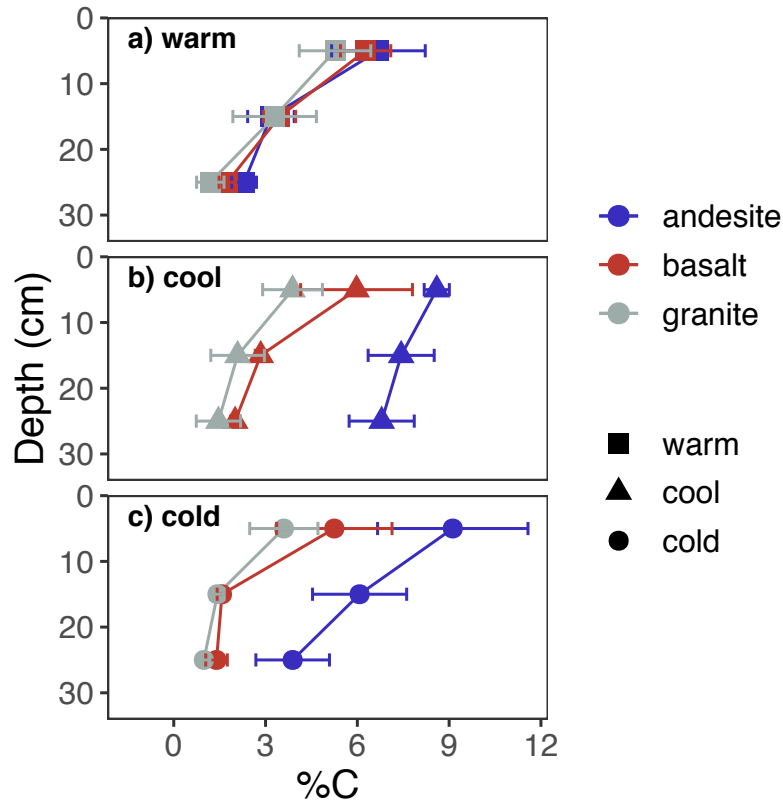 0
a) warm
10
20
30
0
b) cool
10
20
30
0
c) cold
10
20
30
Depth (cm)
0 3 6 9 12
%C
andesite
basalt
granite
warm
cool
cold